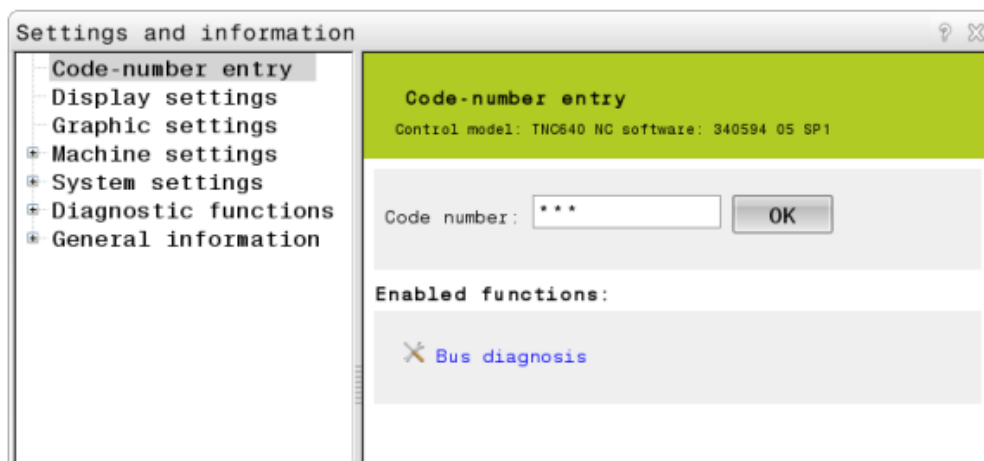 Settings and information
Code-number entry
Display settings
Graphic settings
Machine settings
System settings
Diagnostic functions
General information
Code-number entry
Control model: TNC640 NC software: 340594 05 SP1
Code number: *** OK
Enabled functions:
Bus diagnosis